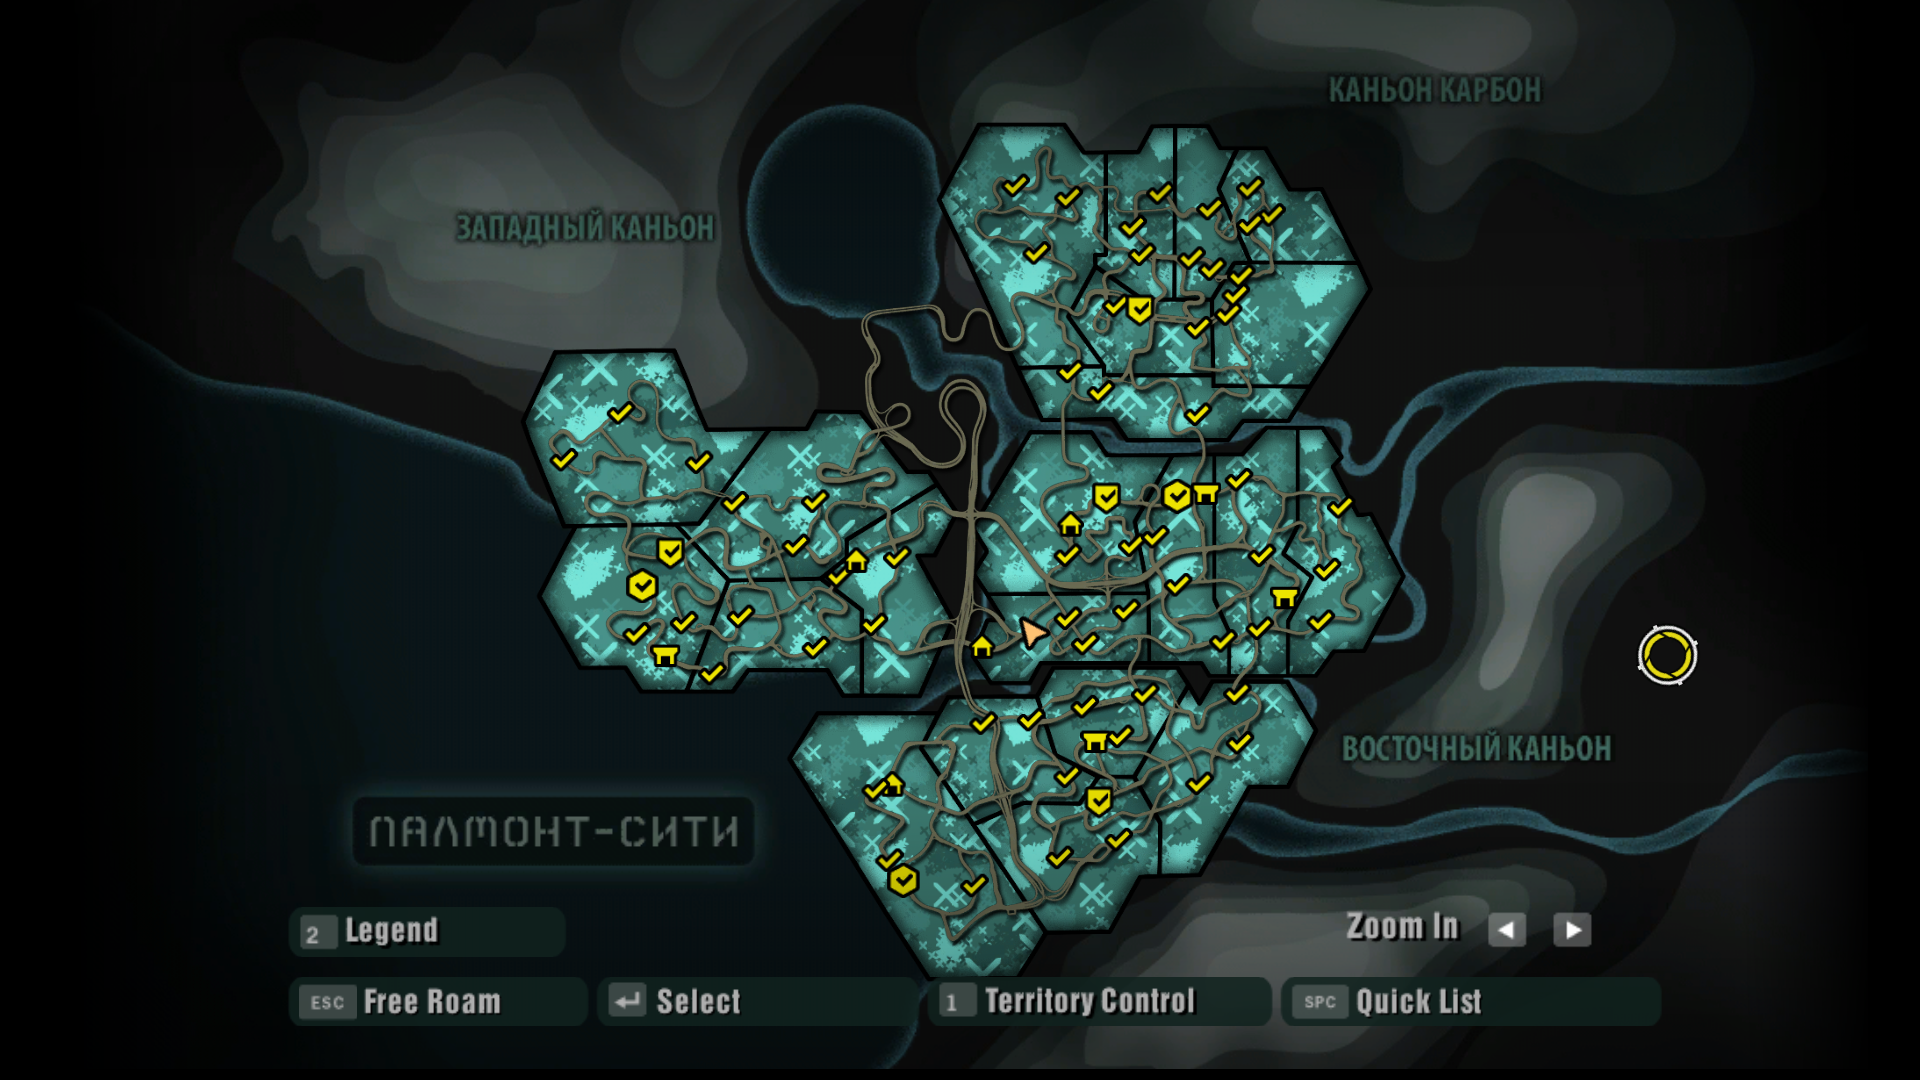 КАНЬОН КАРБОН
ЗАПАДНЫЙ КАНЬОН
ВОСТОЧНЫЙ КАНЬОН
ПАЛМОНТ-СИТИ
2 Legend
Zoom In
ESC Free Roam
Select
1 Territory Control
SPC Quick List